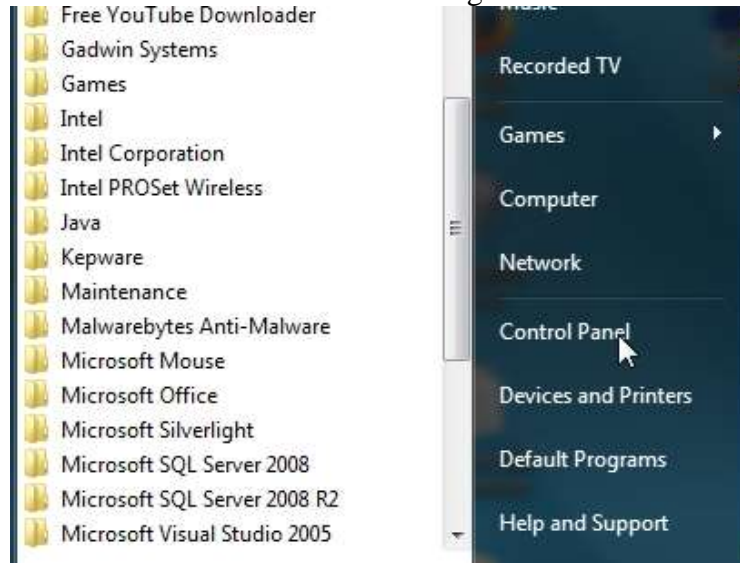 Free YouTube Downloader
Gadwin Systems
Games
Intel
Intel Corporation
Intel PROSet Wireless
Java
Kepware
Maintenance
Malwarebytes Anti-Malware
Microsoft Mouse
Microsoft Office
Microsoft Silverlight
Microsoft SQL Server 2008
Microsoft SQL Server 2008 R2
Microsoft Visual Studio 2005
Music
Recorded TV
Games
Computer
Network
Control Panel
Devices and Printers
Default Programs
Help and Support